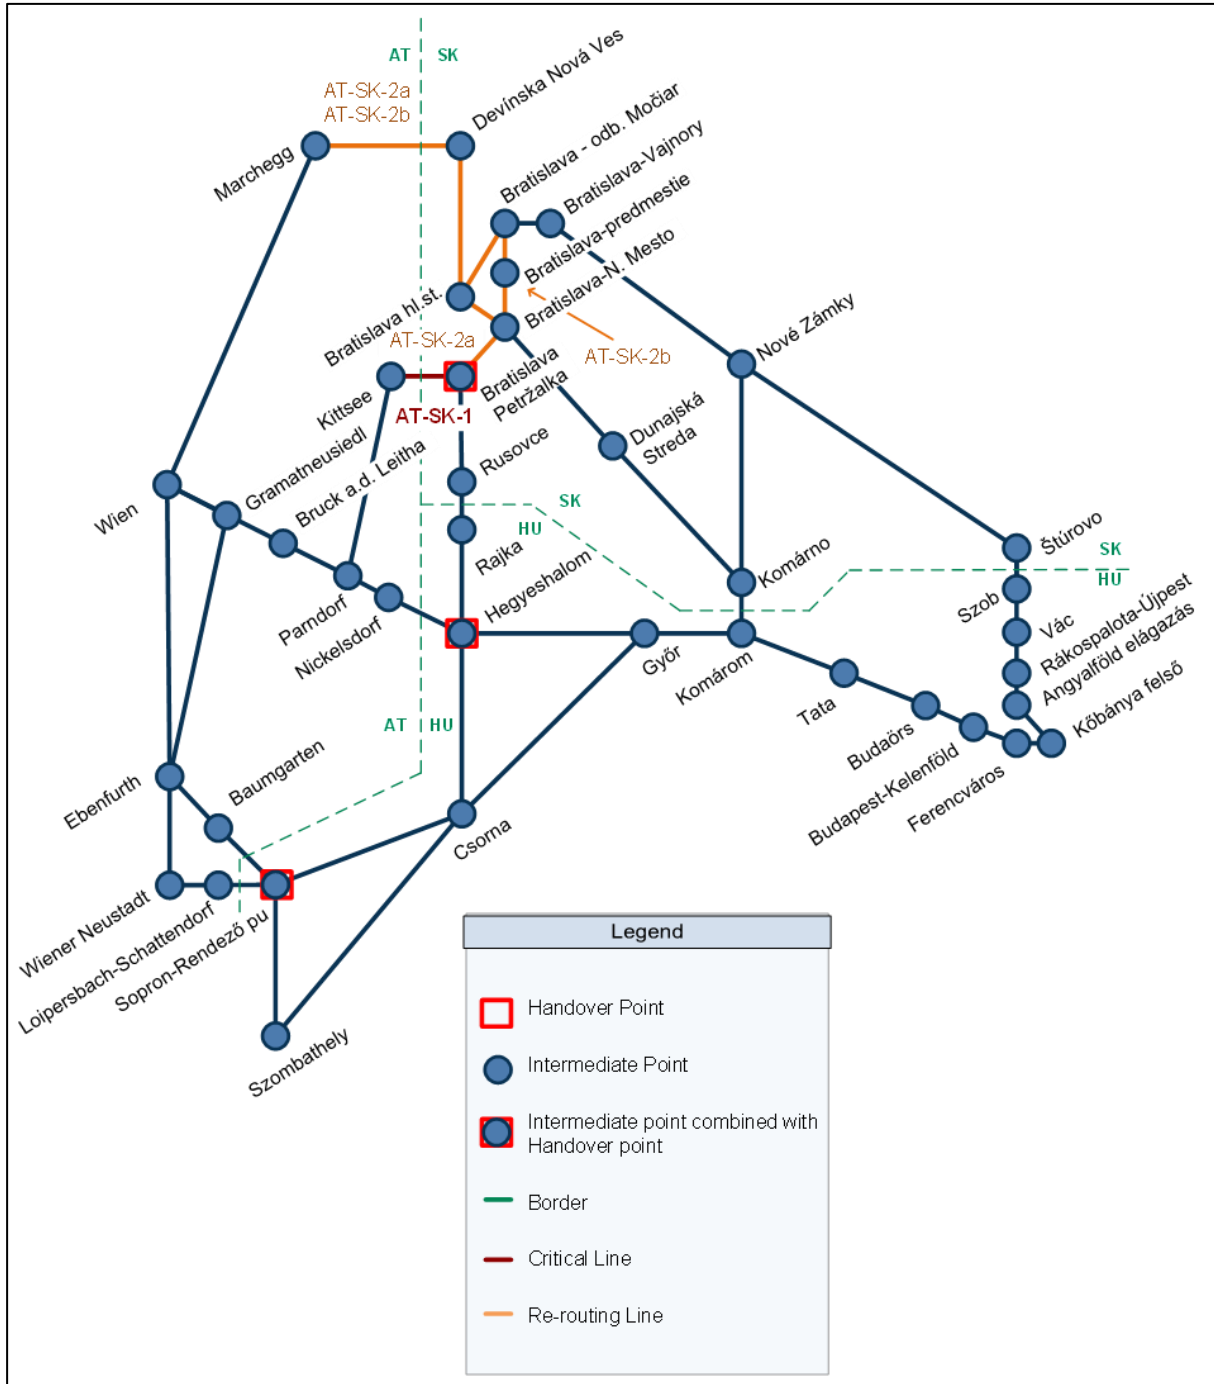 AT
SK
Devínska Nová Ves
AT-SK-2a
AT-SK-2b
Marchegg
Bratislava - odb. Močiar
Bratislava-Vajnory
Bratislava-predmestie
Bratislava-N. Mesto
Bratislava hl.st.
AT-SK-2a
AT-SK-2b
Nové Zámky
Kittsee
Bratislava
Petržalka
AT-SK-1
Dunajská
Streda
Gramatneusiedl
Bruck a.d. Leitha
Rusovce
Wien
SK
HU
Rajka
Štúrovo
SK
HU
Komárno
Szob
Parndorf
Nickelsdorf
Hegyeshalom
Vác
Rákospalota-Újpest
Angyalföld elágazás
Győr
Komárom
Tata
Kőbánya felső
AT
HU
Budaörs
Budapest-Kelenföld
Ferencváros
Ebenfurth
Baumgarten
Csorna
Wiener Neustadt
Loipersbach-Schattendorf
Sopron-Rendező pu
Szombathely
Legend
Handover Point
Intermediate Point
Intermediate point combined with
Handover point
Border
Critical Line
Re-routing Line